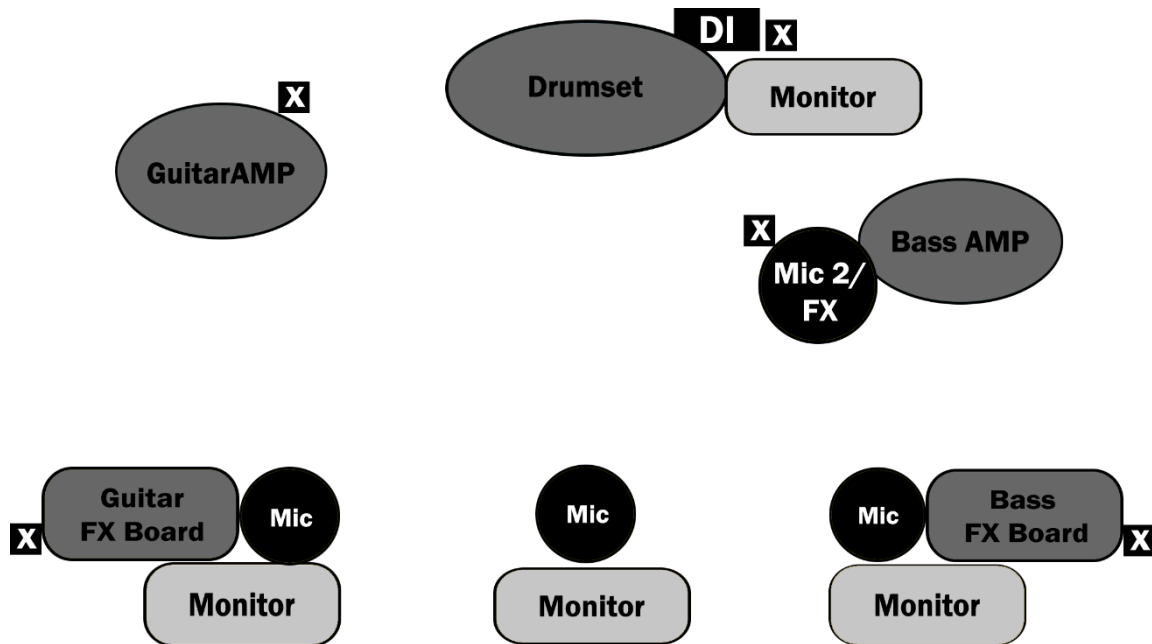 DI X
Drumset
Monitor
X
GuitarAMP
X
Bass AMP
Mic 2/
FX
Guitar
FX Board
X
Mic
Monitor
Mic
Monitor
Mic
Bass
FX Board
X
Monitor